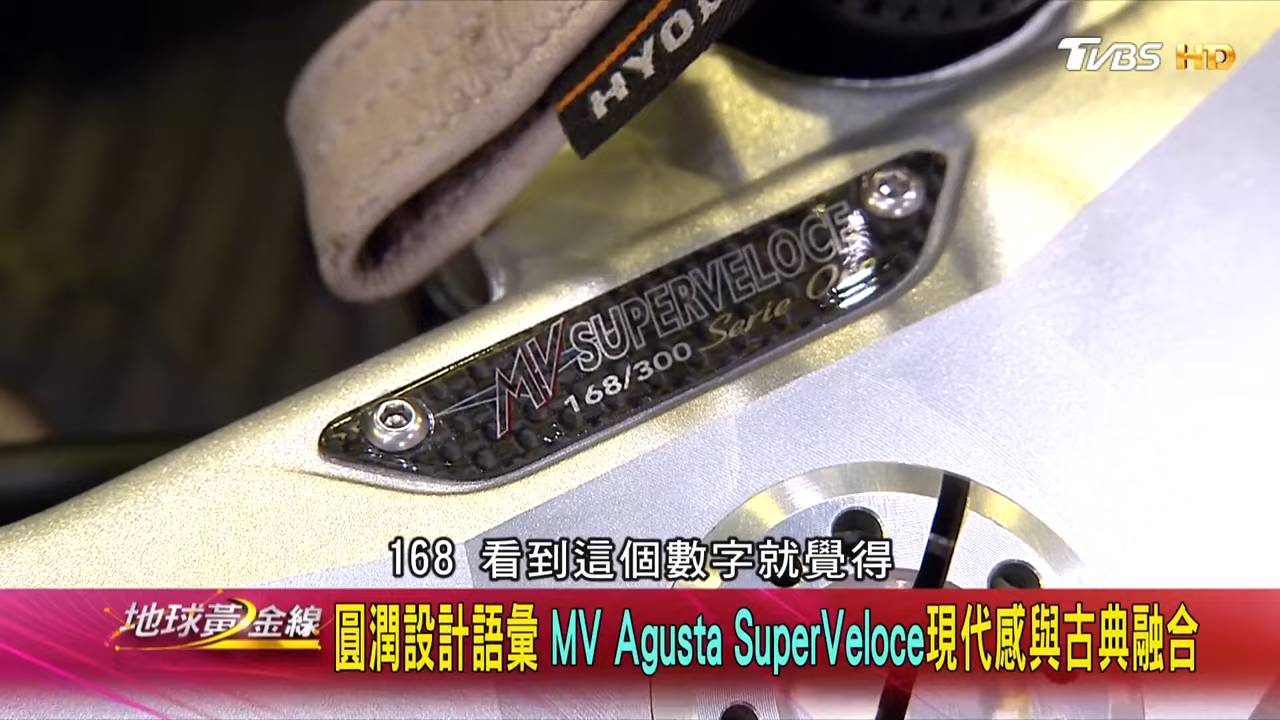 TVBS HD
HYO
MV SUPERVELOCE
168/300 Serie
168 看到這個數字就覺得
地球黃金線
圓潤設計語彙 MV Agusta SuperVeloce現代感與古典融合